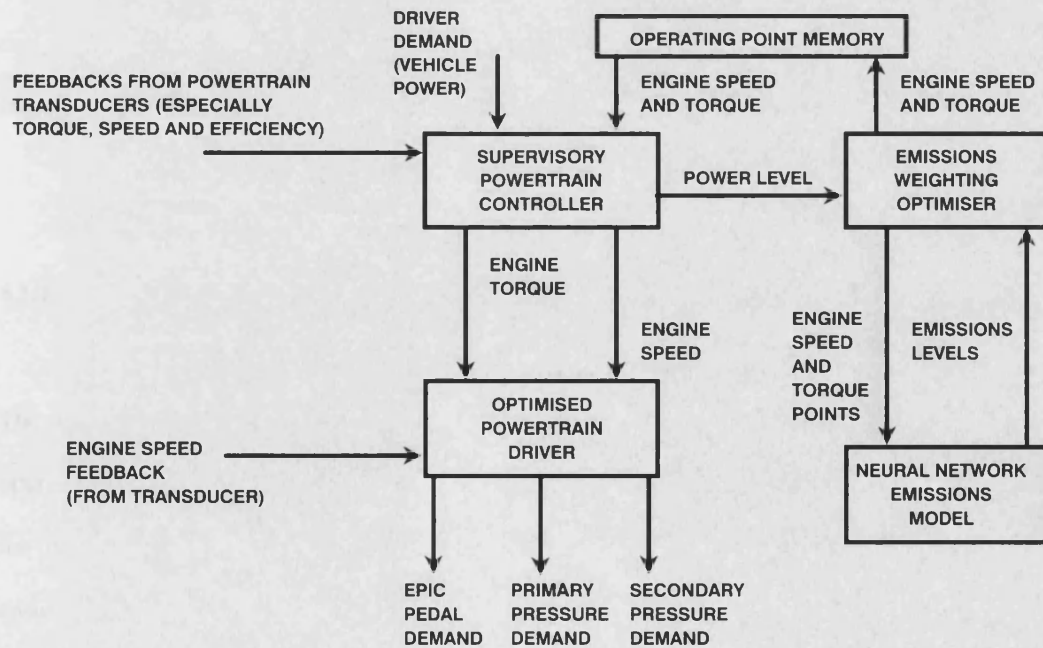 DRIVER
DEMAND
(VEHICLE
POWER)
OPERATING POINT MEMORY
FEEDBACKS FROM POWERTRAIN
TRANSDUCERS (ESPECIALLY
TORQUE, SPEED AND EFFICIENCY)
ENGINE SPEED
AND TORQUE
ENGINE SPEED
AND TORQUE
SUPERVISORY
POWERTRAIN
CONTROLLER
POWER LEVEL
EMISSIONS
WEIGHTING
OPTIMISER
ENGINE
TORQUE
ENGINE
SPEED
ENGINE
SPEED
AND
TORQUE
POINTS
EMISSIONS
LEVELS
OPTIMISED
POWERTRAIN
DRIVER
ENGINE SPEED
FEEDBACK
(FROM TRANSDUCER)
NEURAL NETWORK
EMISSIONS
MODEL
EPIC
PEDAL
DEMAND
PRIMARY
PRESSURE
DEMAND
SECONDARY
PRESSURE
DEMAND